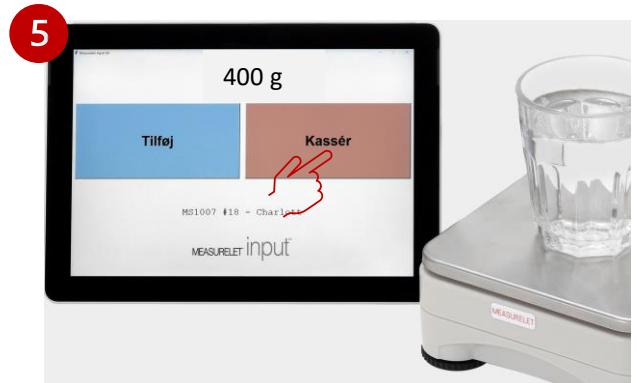 5
400 g
Tilføj
Kassér
MS1007 #18 - Charlott
MEASURELET input
MEASURELET